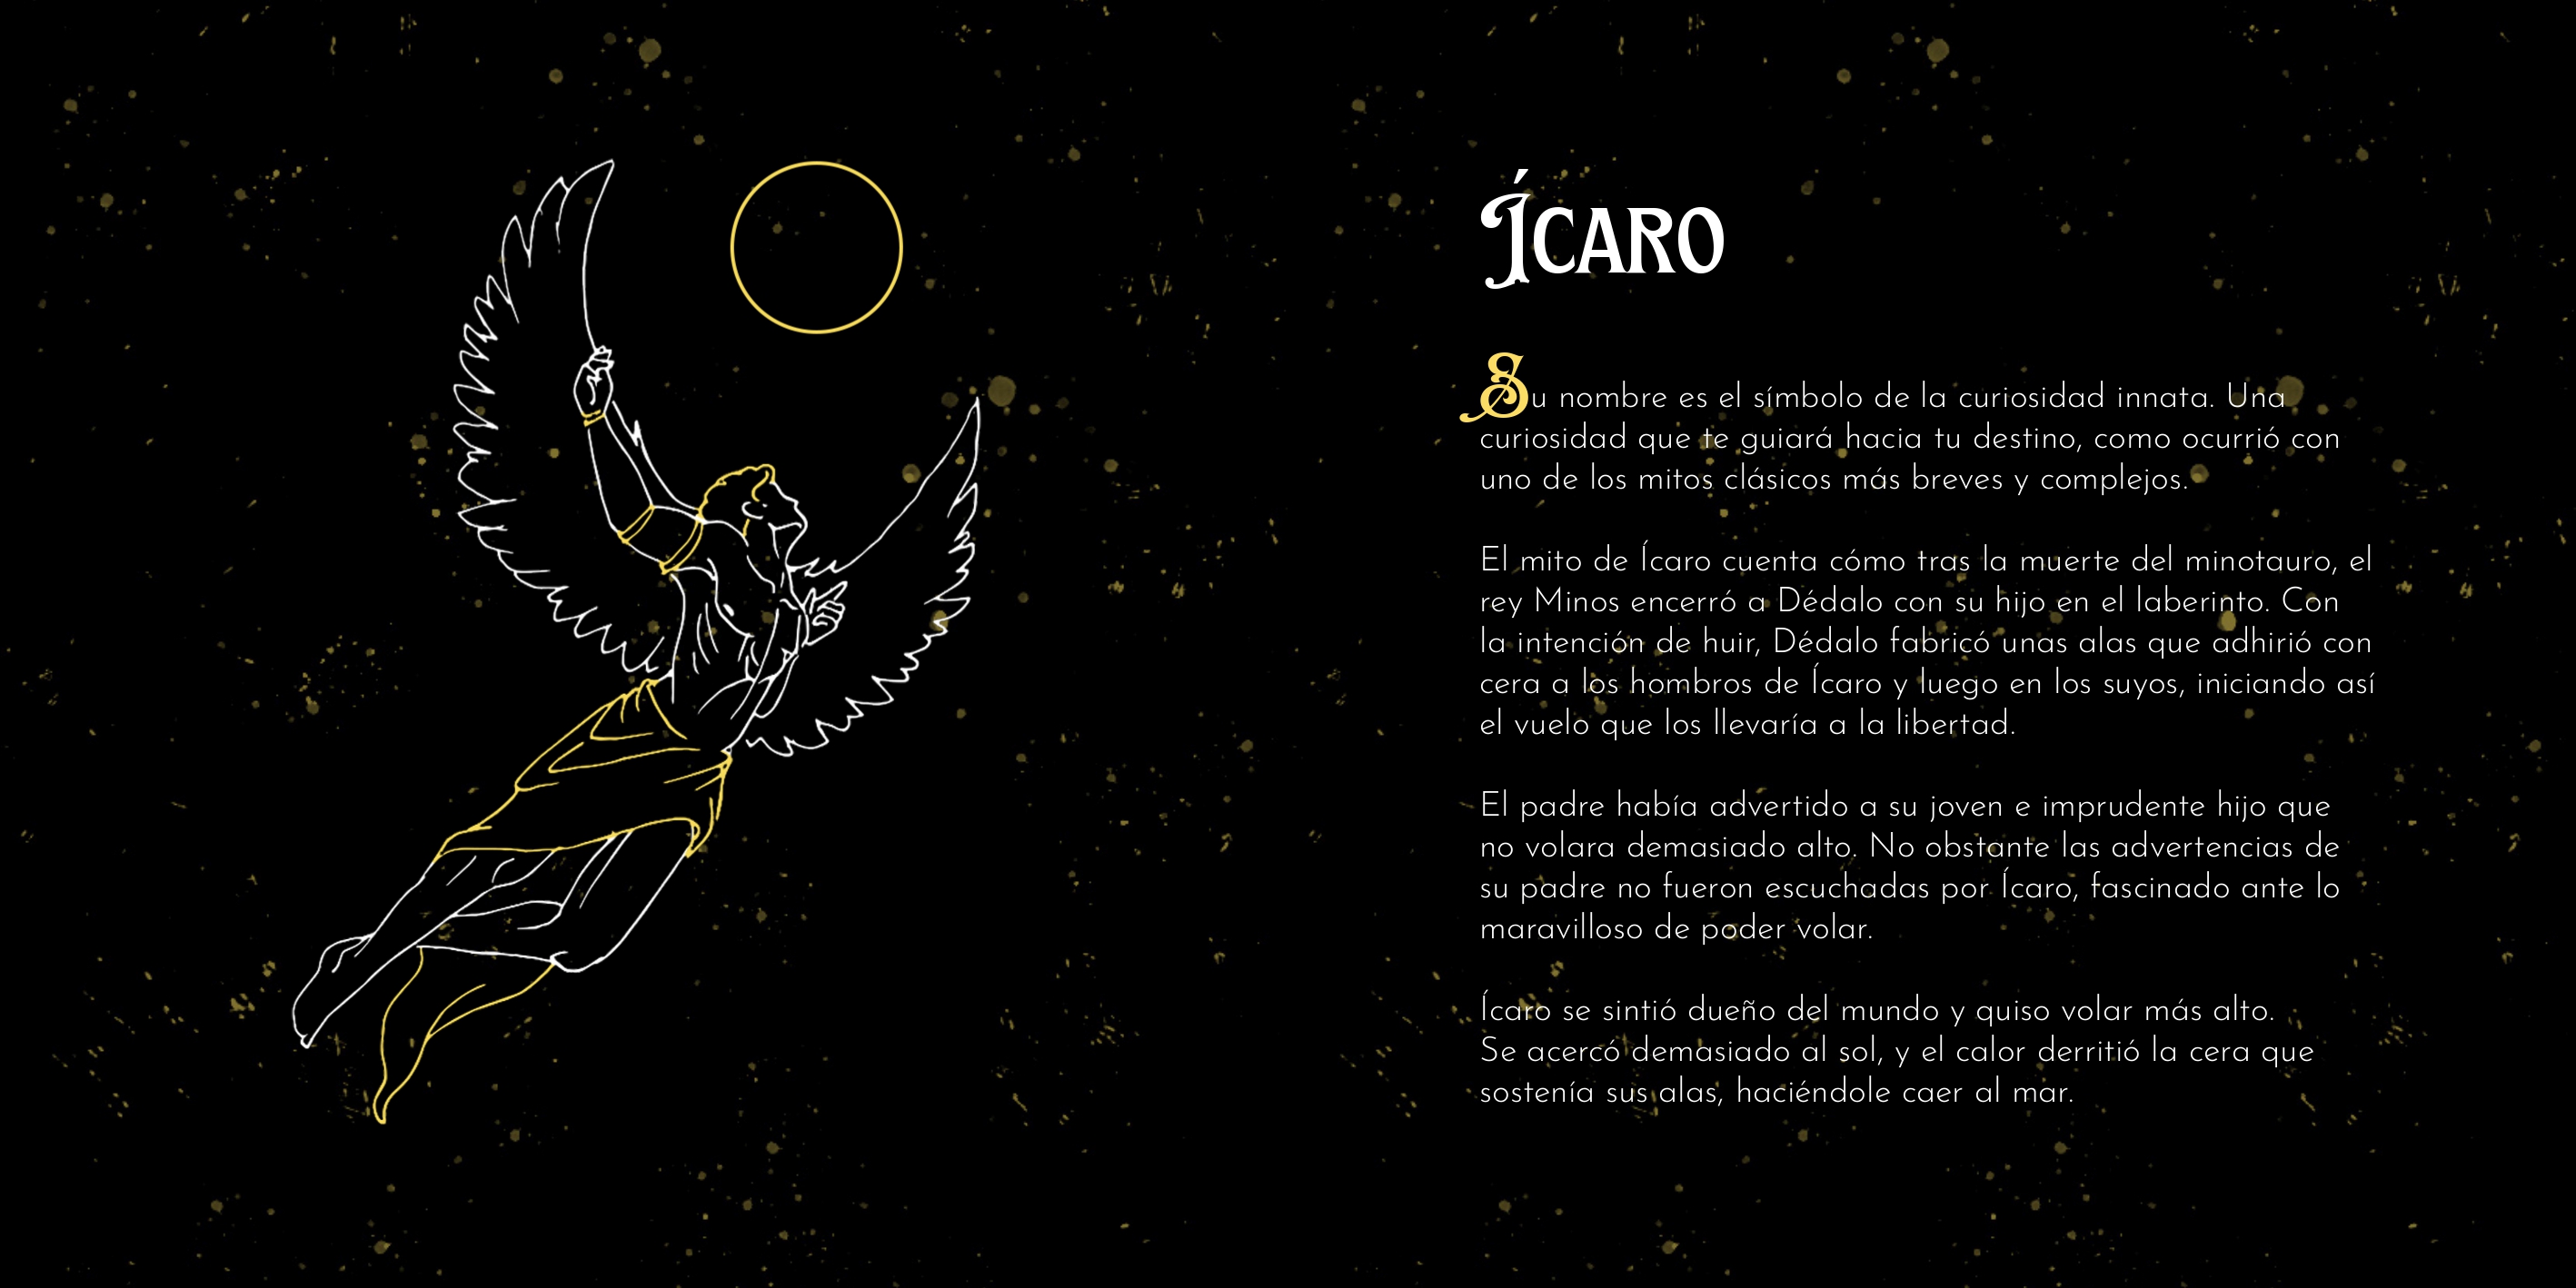 Ícaro
Su nombre es el símbolo de la curiosidad innata. Una
curiosidad que te guiará hacia tu destino, como ocurrió con
uno de los mitos clásicos más breves y complejos.
El mito de Ícaro cuenta cómo tras la muerte del minotauro, el
rey Minos encerró a Dédalo con su hijo en el laberinto. Con
la intención de huir, Dédalo fabricó unas alas que adhirió con
cera a los hombros de Ícaro y luego en los suyos, iniciando así
el vuelo que los llevaría a la libertad.
El padre había advertido a su joven e imprudente hijo que
no volara demasiado alto. No obstante las advertencias de
su padre no fueron escuchadas por Ícaro, fascinado ante lo
maravilloso de poder volar.
Ícaro se sintió dueño del mundo y quiso volar más alto.
Se acercó demasiado al sol, y el calor derritió la cera que
sostenía sus alas, haciéndole caer al mar.